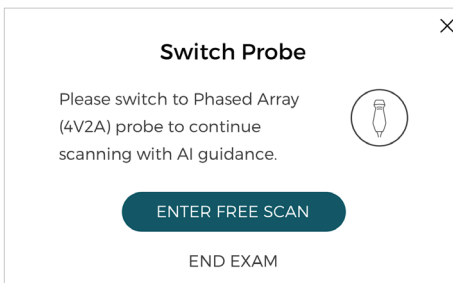 Switch Probe
Please switch to Phased Array
(4V2A) probe to continue
scanning with AI guidance.
ENTER FREE SCAN
END EXAM